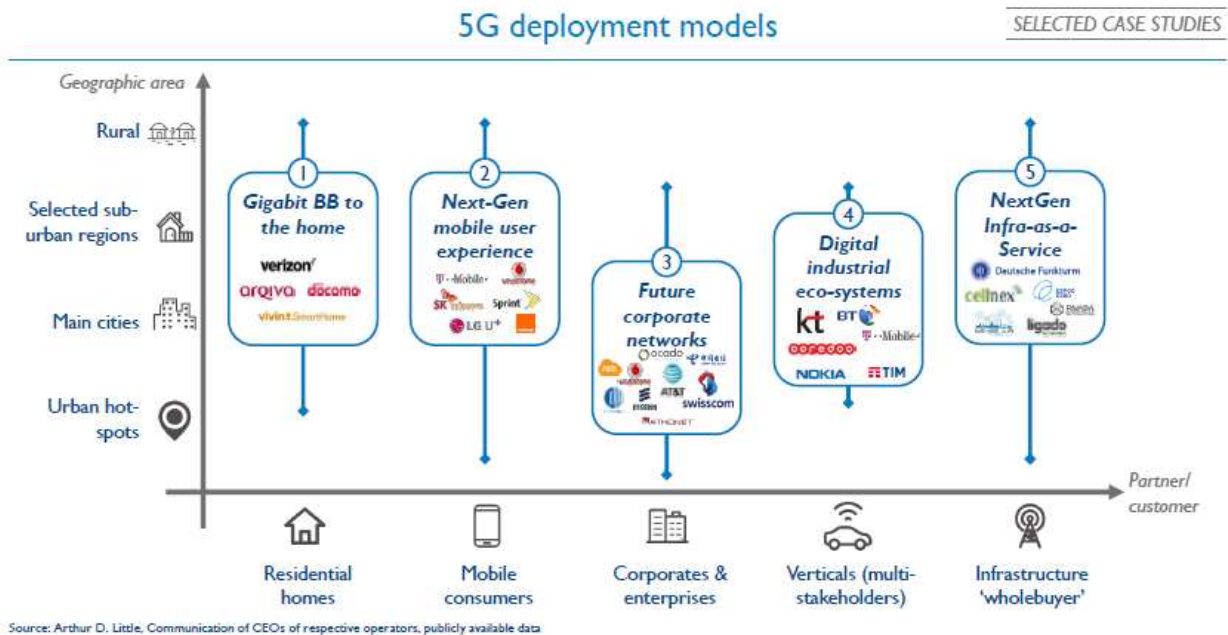 5G deployment models
SELECTED CASE STUDIES
Geographic area
Rural
Selected sub-
urban regions
Main cities
Urban hot-
spots
1
Gigabit BB to
the home
verizon
arqiva döcomo
vivint.SmartHome
2
Next-Gen
mobile user
experience
T··Mobile·
vodafone
SK telecom Sprint
LG U+
3
Future
corporate
networks
ocado
vodafone
AT&T
swisscom
4
Digital
industrial
eco-systems
kt BT
T··Mobile·
ooredoo
NOKIA TIM
5
NextGen
Infra-as-a-
Service
Deutsche Funkturm
cellnex
ligado
Partner/
customer
Residential
homes
Mobile
consumers
Corporates &
enterprises
Verticals (multi-
stakeholders)
Infrastructure
'wholebuyer'
Source: Arthur D. Little, Communication of CEOs of respective operators, publicly available data